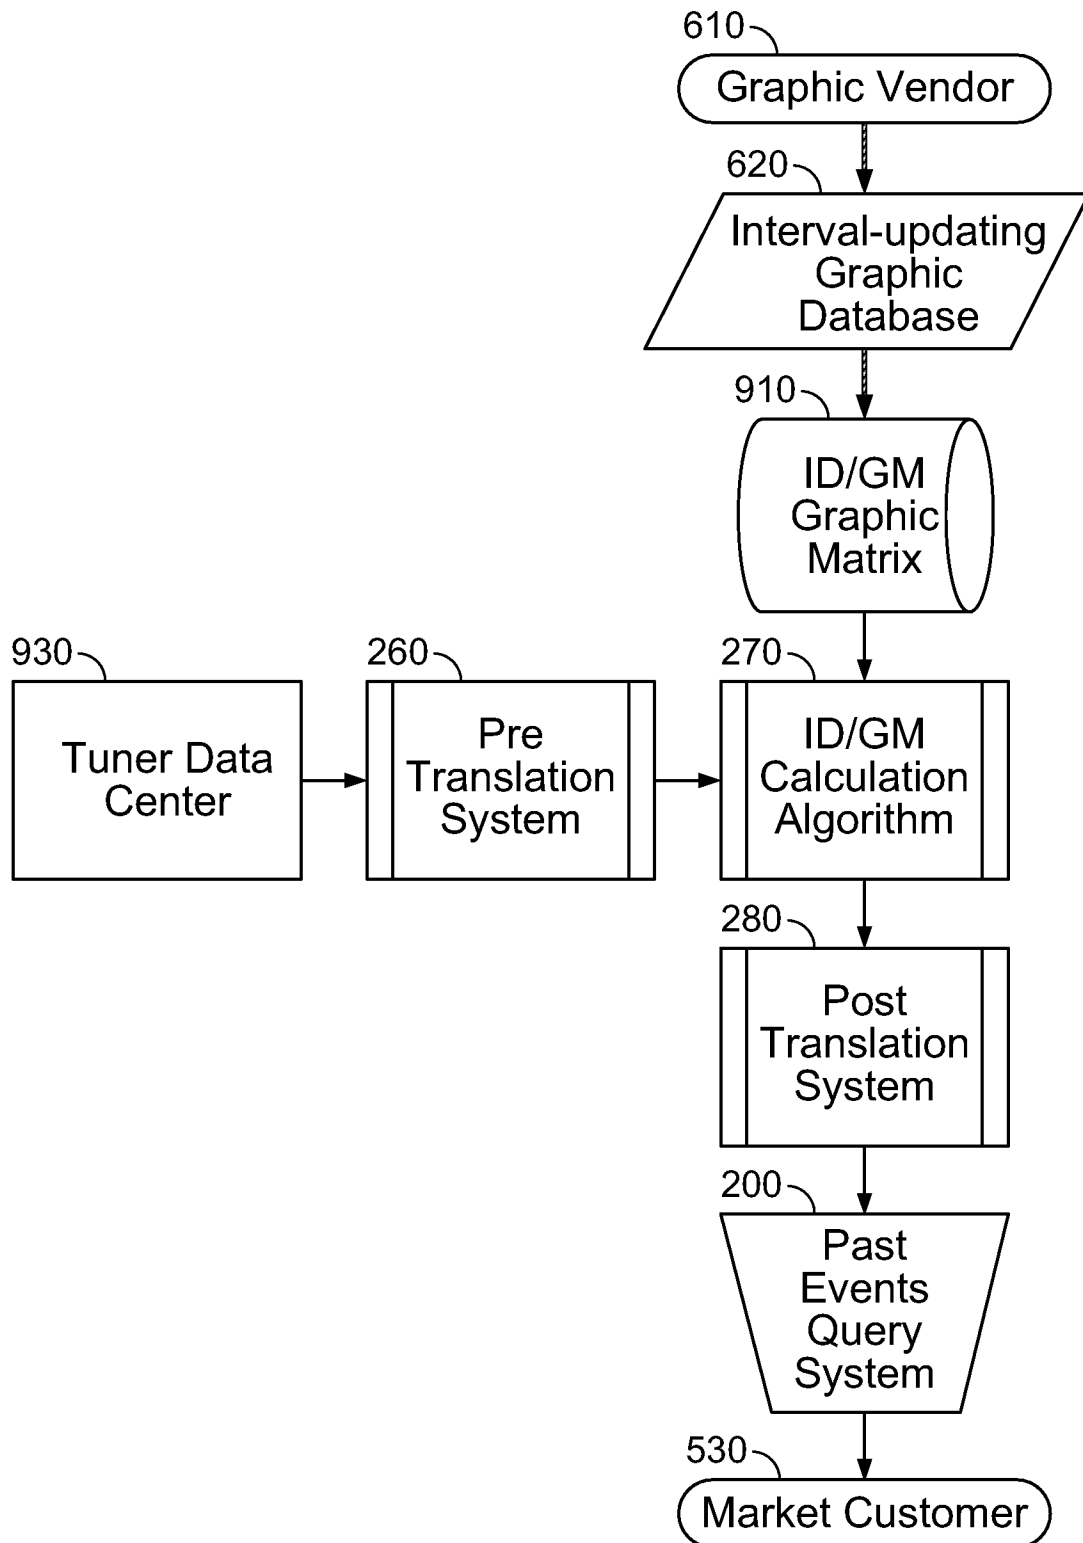 610
Graphic Vendor
620
Interval-updating
Graphic
Database
910
ID/GM
Graphic
Matrix
930
Tuner Data
Center
260
Pre
Translation
System
270
ID/GM
Calculation
Algorithm
280
Post
Translation
System
200
Past
Events
Query
System
530
Market Customer